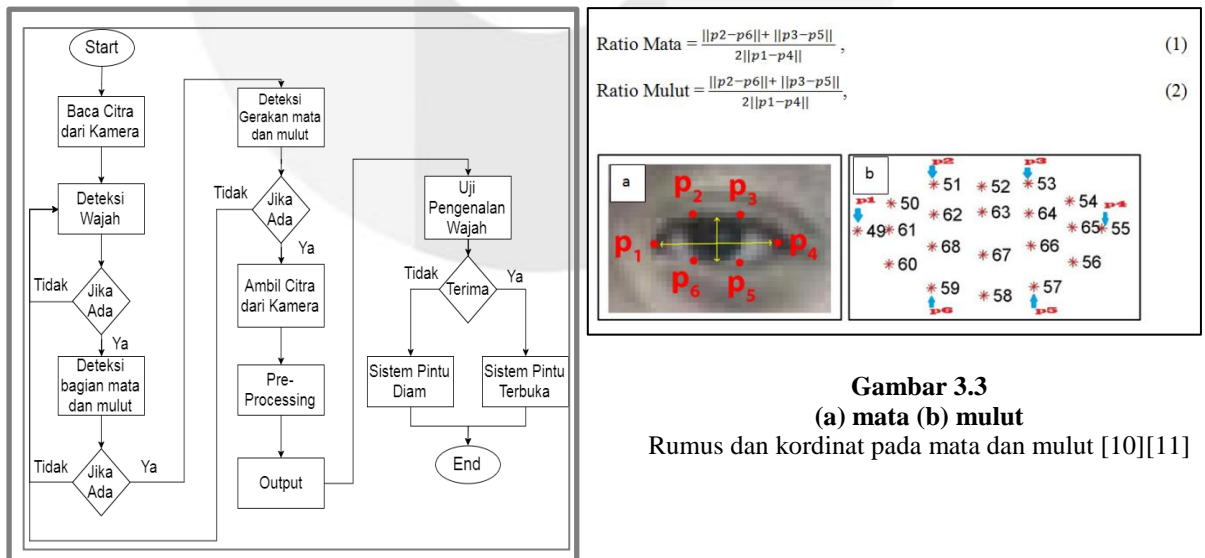 Start
Baca Citra
dari Kamera
Deteksi
Wajah
Jika
Ada
Tidak
Ya
Deteksi
bagian mata
dan mulut
Jika
Ada
Tidak
Ya
Deteksi
Gerakan mata
dan mulut
Jika
Ada
Tidak
Ya
Ambil Citra
dari Kamera
Pre-
Processing
Output
Uji
Pengenalan
Wajah
Terima
Tidak
Ya
Sistem Pintu
Diam
Sistem Pintu
Terbuka
End
Ratio Mata = \frac{||p2−p6||+ ||p3−p5||}{2||p1−p4||} , (1)
Ratio Mulut = \frac{||p2−p6||+ ||p3−p5||}{2||p1−p4||}, (2)
a
p2 p3
p1 p4
p6 p5
b
p2 p3
51 52 53
p1 50 54 p4
49 61 62 63 64 65 55
60 68 67 66 56
59 58 57
p6 p5
Gambar 3.3
(a) mata (b) mulut
Rumus dan kordinat pada mata dan mulut [10][11]